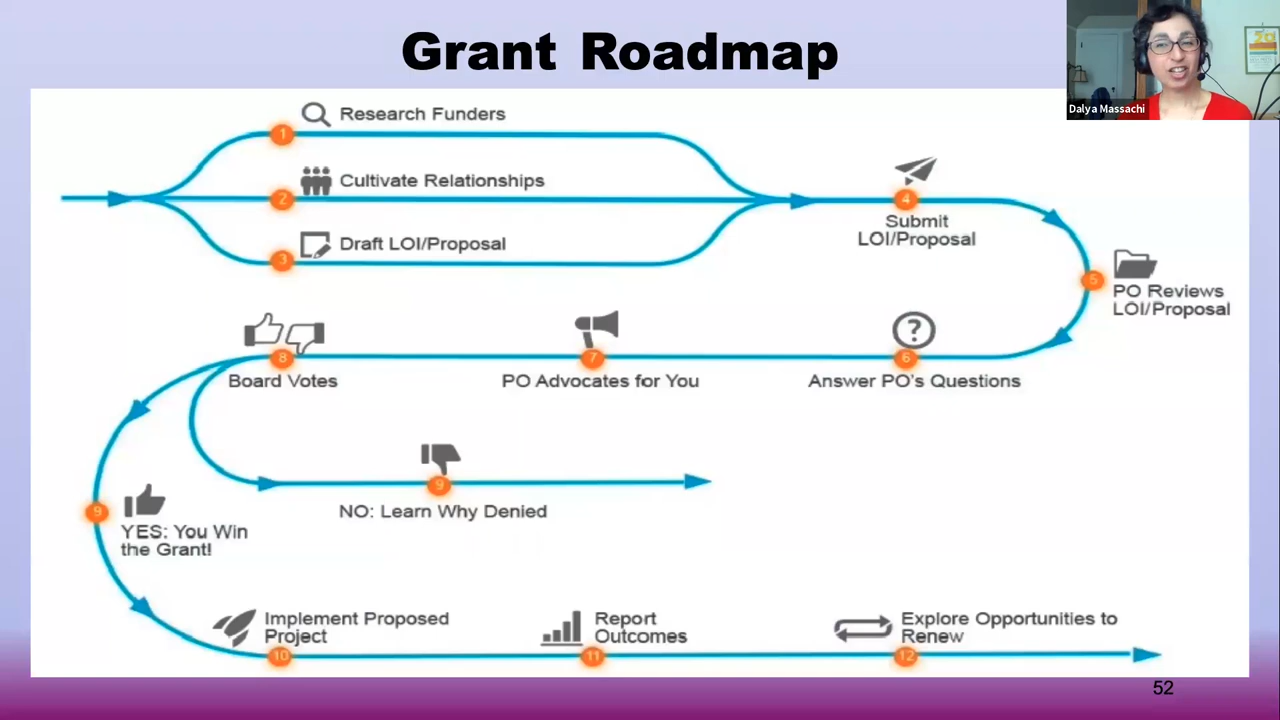 Grant Roadmap
Dalya Massachi
1
Research Funders
2
Cultivate Relationships
3
Draft LOI/Proposal
4
Submit
LOI/Proposal
5
PO Reviews
LOI/Proposal
?
6
Answer PO's Questions
7
PO Advocates for You
8
Board Votes
9
NO: Learn Why Denied
9
YES: You Win
the Grant!
10
Implement Proposed
Project
11
Report
Outcomes
12
Explore Opportunities to
Renew
52